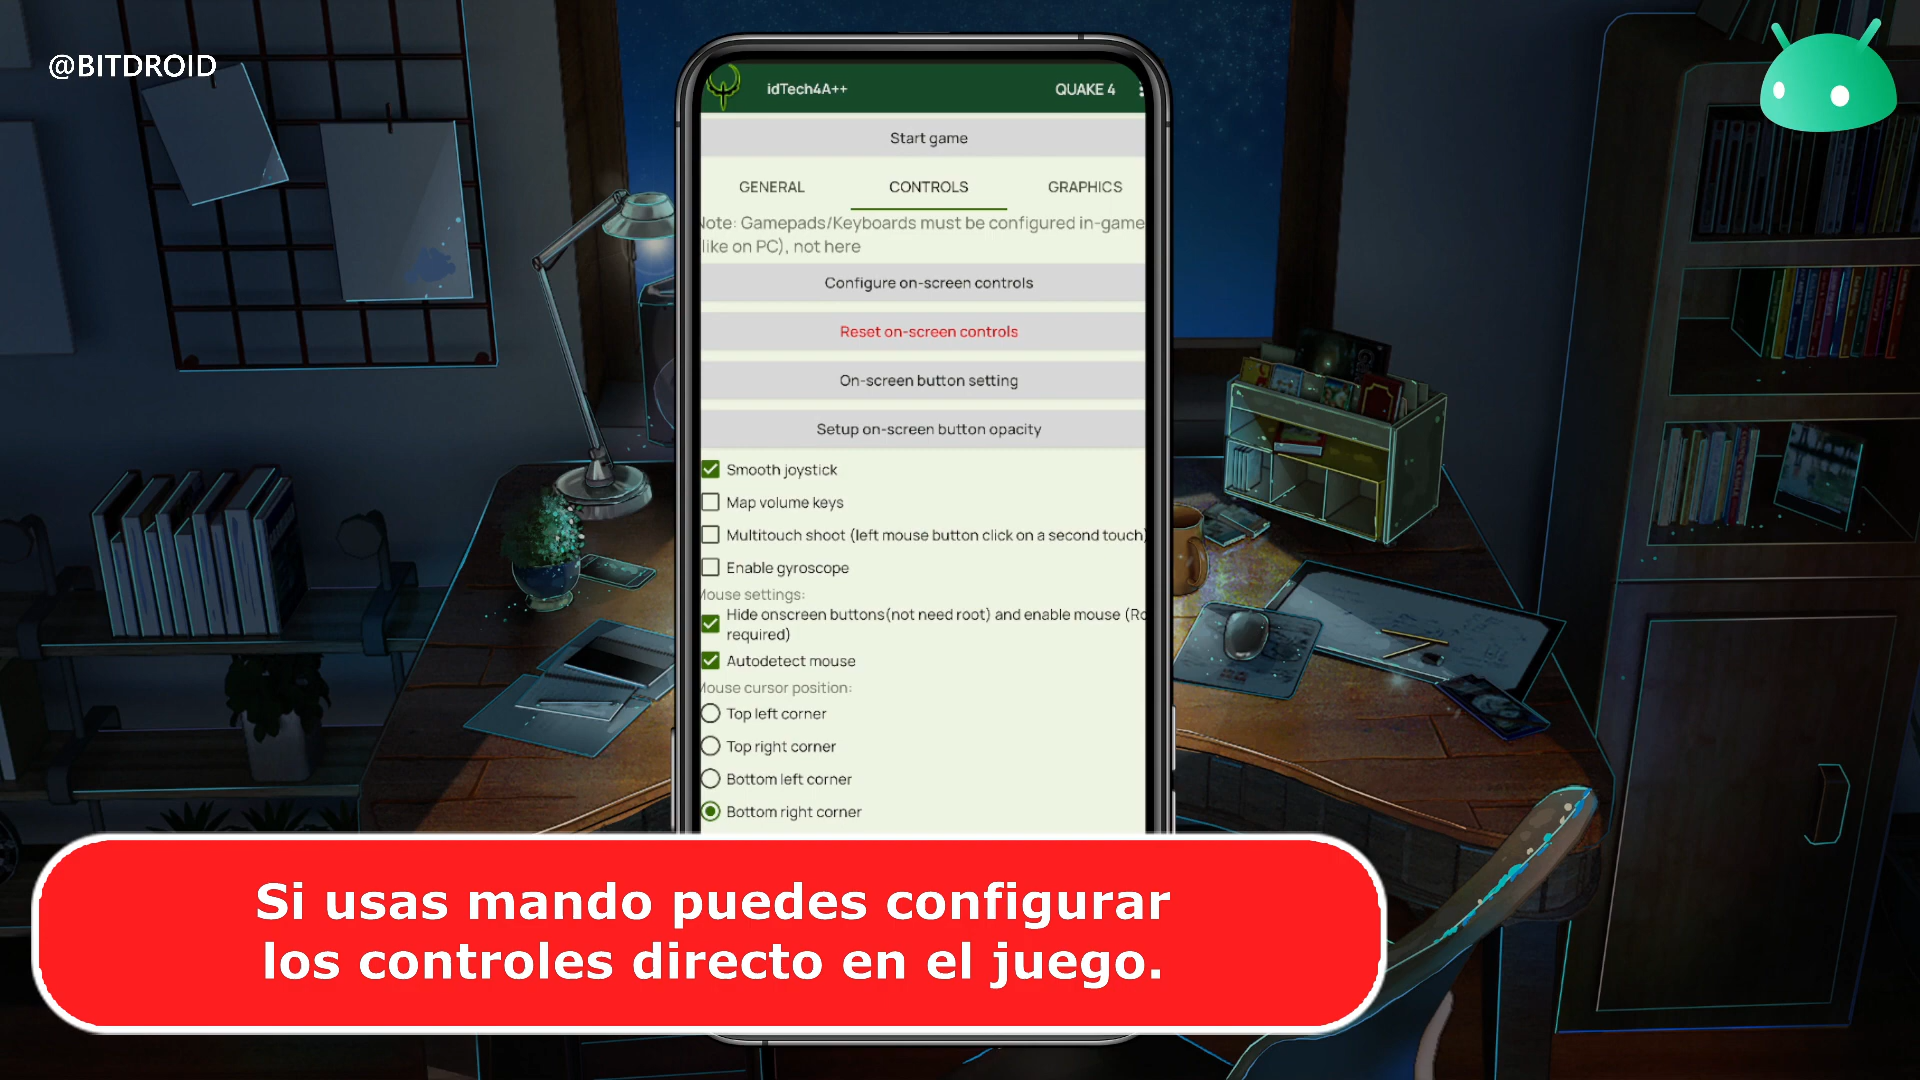 @BITDROID
idTech4A++
QUAKE 4
Start game
GENERAL
CONTROLS
GRAPHICS
Note: Gamepads/Keyboards must be configured in-game
like on PC), not here
Configure on-screen controls
Reset on-screen controls
On-screen button setting
Setup on-screen button opacity
Smooth joystick
Map volume keys
Multitouch shoot (left mouse button click on a second touch)
Enable gyroscope
Mouse settings:
Hide onscreen buttons(not need root) and enable mouse (Ro
required)
Autodetect mouse
Mouse cursor position:
Top left corner
Top right corner
Bottom left corner
Bottom right corner
Si usas mando puedes configurar
los controles directo en el juego.